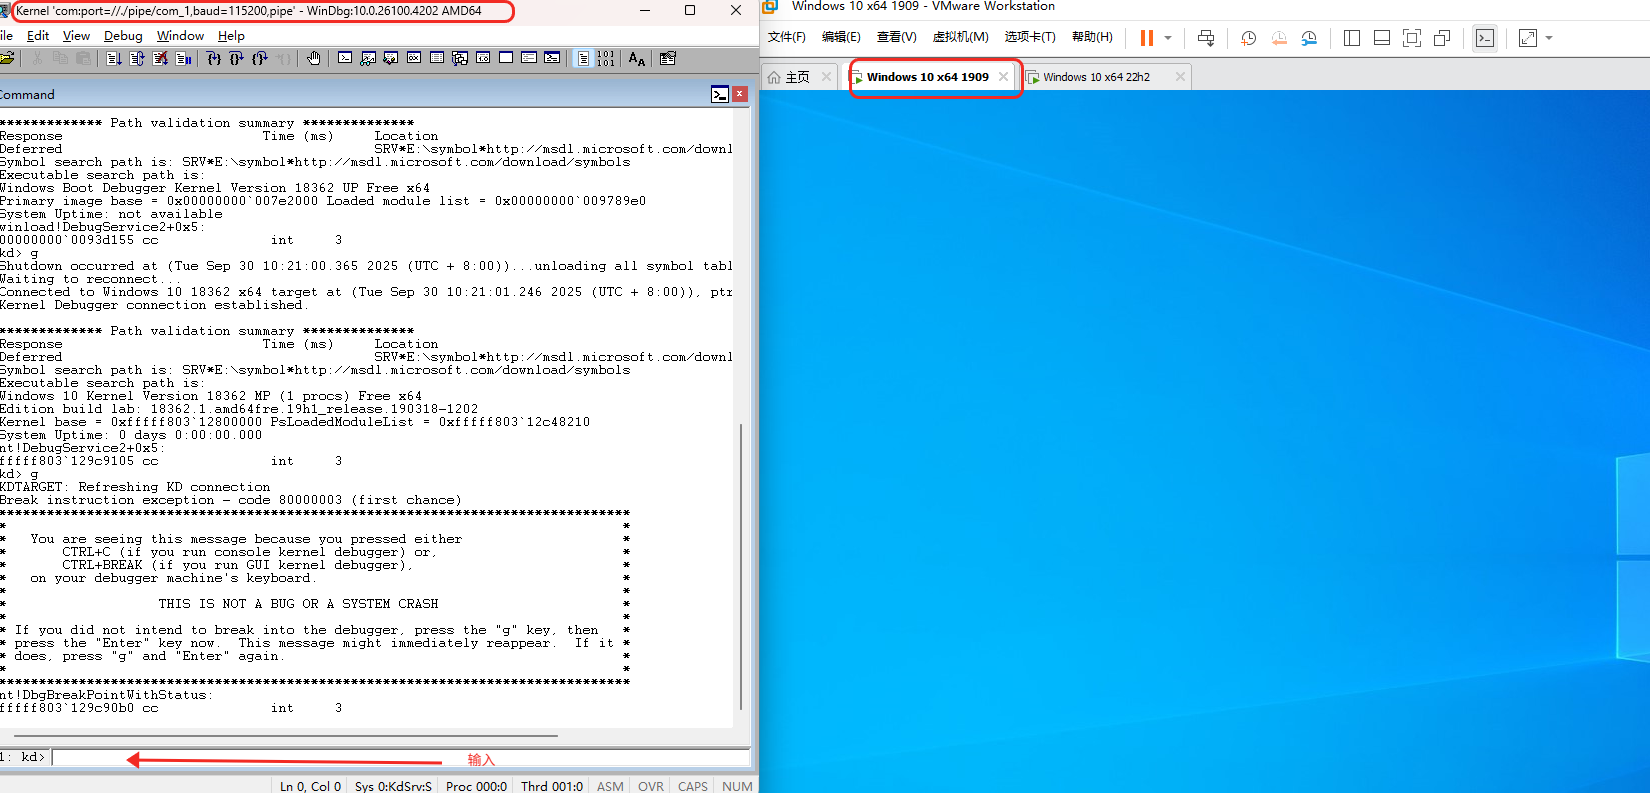 Kernel 'com:port=//./pipe/com_1,baud=115200,pipe' - WinDbg:10.0.26100.4202 AMD64
ile Edit View Debug Window Help
Command
************* Path validation summary **************
Response Time (ms) Location
Deferred SRV*E:\symbol*http://msdl.microsoft.com/downl
Symbol search path is: SRV*E:\symbol*http://msdl.microsoft.com/download/symbols
Executable search path is:
Windows Boot Debugger Kernel Version 18362 UP Free x64
Primary image base = 0x00000000`007e2000 Loaded module list = 0x00000000`009789e0
System Uptime: not available
winload!DebugService2+0x5:
00000000`0093d155 cc int 3
kd> g
Shutdown occurred at (Tue Sep 30 10:21:00.365 2025 (UTC + 8:00))...unloading all symbol tabl
Waiting to reconnect...
Connected to Windows 10 18362 x64 target at (Tue Sep 30 10:21:01.246 2025 (UTC + 8:00)), ptr
Kernel Debugger connection established.
************* Path validation summary **************
Response Time (ms) Location
Deferred SRV*E:\symbol*http://msdl.microsoft.com/downl
Symbol search path is: SRV*E:\symbol*http://msdl.microsoft.com/download/symbols
Executable search path is:
Windows 10 Kernel Version 18362 MP (1 procs) Free x64
Edition build lab: 18362.1.amd64fre.19h1_release.190318-1202
Kernel base = 0xfffff803`12800000 PsLoadedModuleList = 0xfffff803`12c48210
System Uptime: 0 days 0:00:00.000
nt!DebugService2+0x5:
fffff803`129c9105 cc int 3
kd> g
KDTARGET: Refreshing KD connection
Break instruction exception - code 80000003 (first chance)
*******************************************************************************
* *
* You are seeing this message because you pressed either *
* CTRL+C (if you run console kernel debugger) or, *
* CTRL+BREAK (if you run GUI kernel debugger), *
* on your debugger machine's keyboard. *
* *
* THIS IS NOT A BUG OR A SYSTEM CRASH *
* *
* If you did not intend to break into the debugger, press the "g" key, then *
* press the "Enter" key now. This message might immediately reappear. If it *
* does, press "g" and "Enter" again. *
* *
*******************************************************************************
nt!DbgBreakPointWithStatus:
fffff803`129c90b0 cc int 3
1: kd> 输入
Ln 0, Col 0 Sys 0:KdSrv:S Proc 000:0 Thrd 001:0 ASM OVR CAPS NUM
Windows 10 x64 1909 - VMware Workstation
文件(F) 编辑(E) 查看(V) 虚拟机(M) 选项卡(T) 帮助(H)
主页 Windows 10 x64 1909 Windows 10 x64 22h2